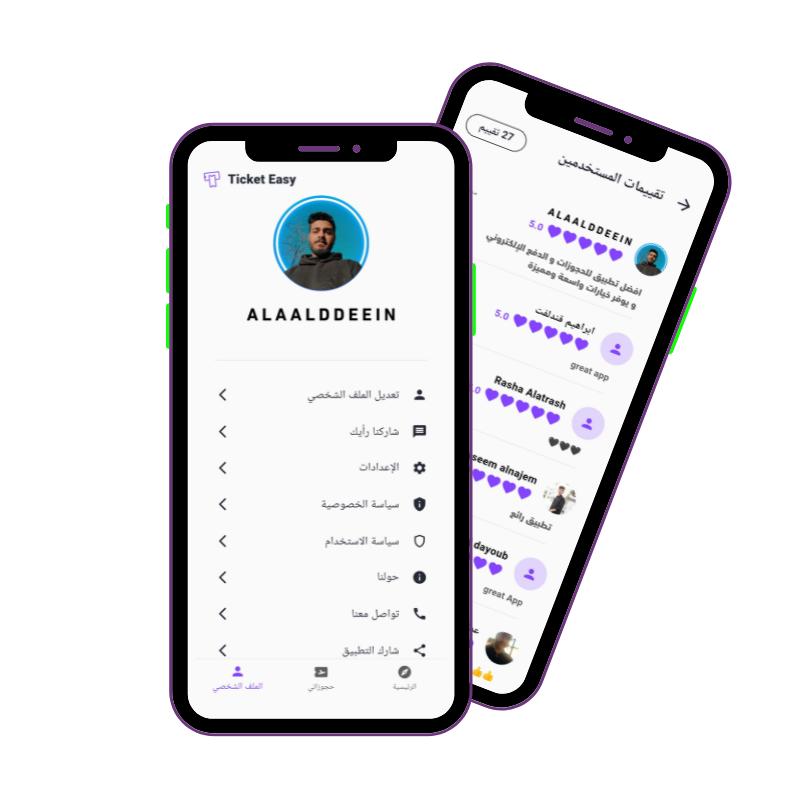 Ticket Easy
ALAALDDEEIN
تعديل الملف الشخصي
شاركنا رأيك
الإعدادات
سياسة الخصوصية
سياسة الاستخدام
حولنا
تواصل معنا
شارك التطبيق
الرئيسية
حجوزاتي
الملف الشخصي
تقييمات المستخدمين
27 تقييم
ALAALDDEEIN
5.0
افضل تطبيق للحجوزات و الدفع الإلكتروني
و يوفر خيارات واسعة ومميزة
ابراهيم قندلفت
5.0
great app
Rasha Alatrash
.0
🖤🖤🖤
seem alnajem
تطبيق رائع
dayoub
great App
👍👍